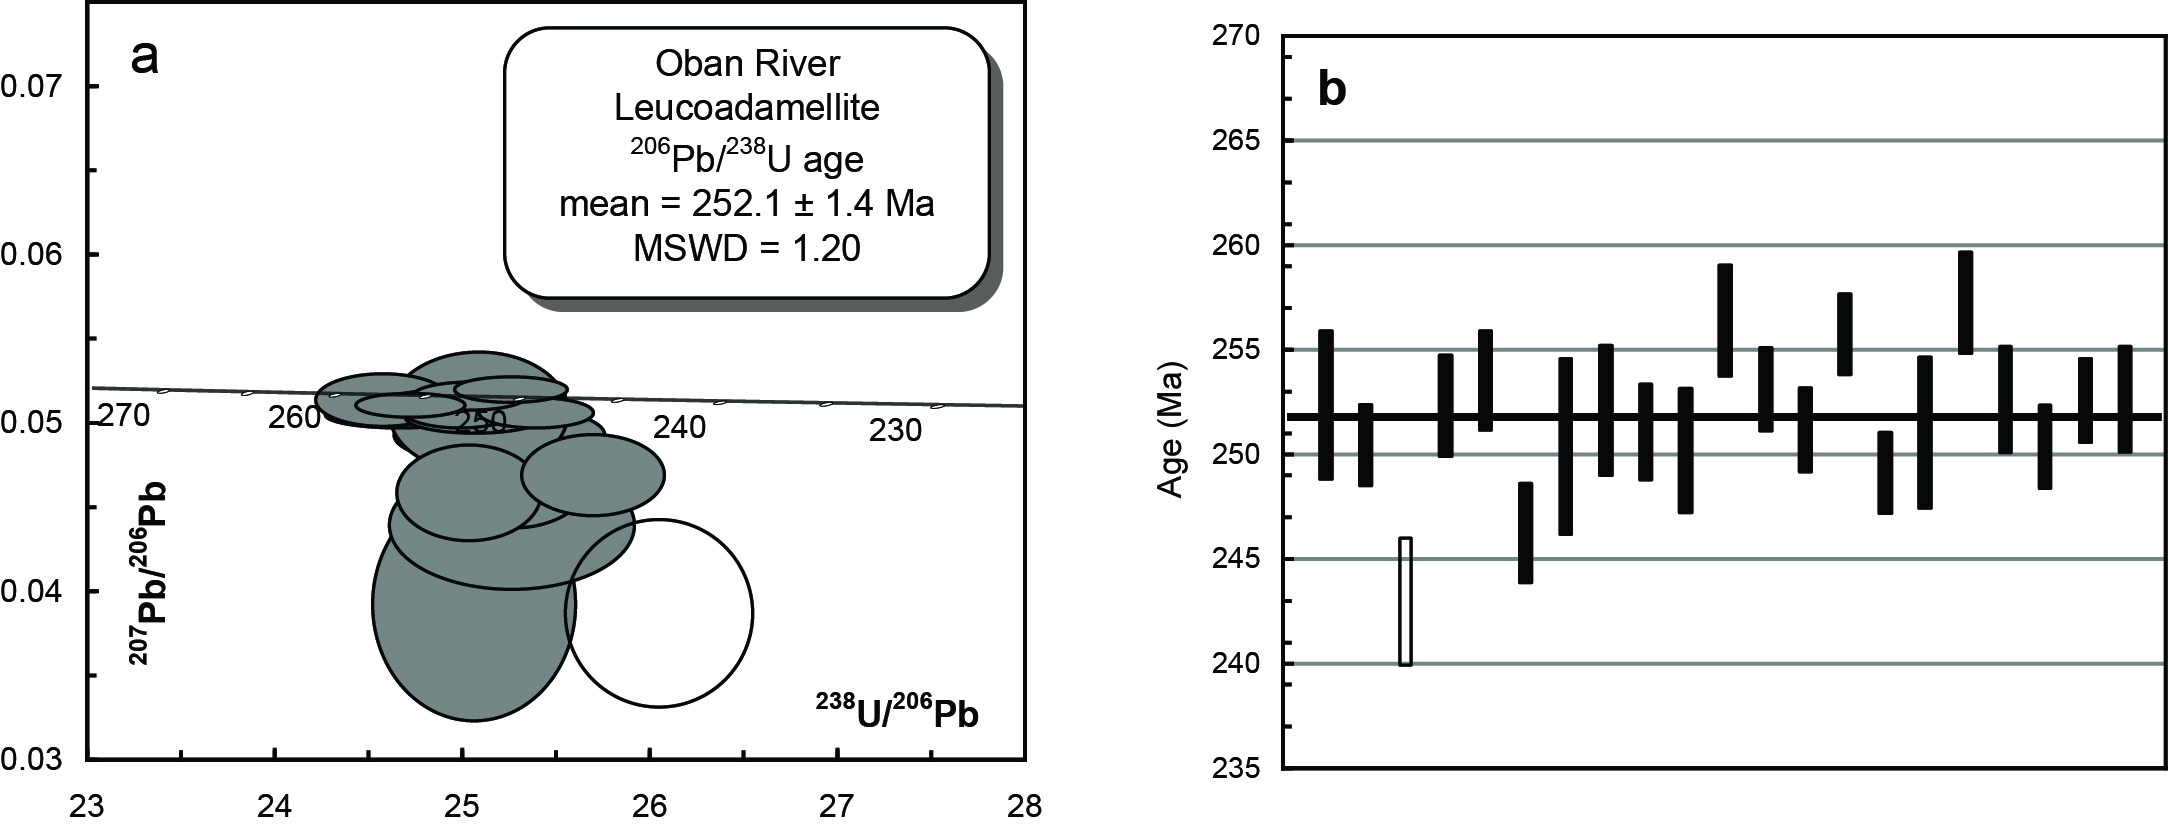 a
Oban River
Leucoadamellite
²⁰⁶Pb/²³⁸U age
mean = 252.1 ± 1.4 Ma
MSWD = 1.20
0.07
0.06
0.05
0.04
0.03
270
260
250
240
230
²⁰⁷Pb/²⁰⁶Pb
²³⁸U/²⁰⁶Pb
23 24 25 26 27 28
b
270
265
260
255
250
245
240
235
Age (Ma)